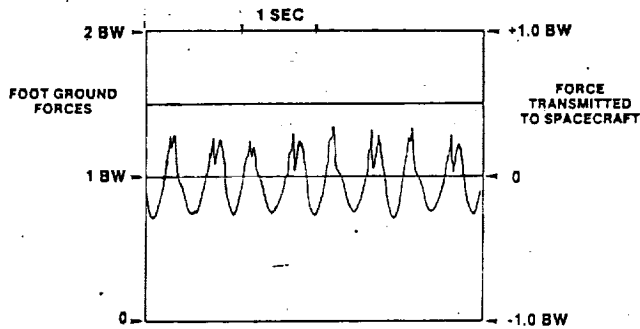 1 SEC
2 BW
+1.0 BW
FOOT GROUND
FORCES
FORCE
TRANSMITTED
TO SPACECRAFT
1 BW
0
0
-1.0 BW